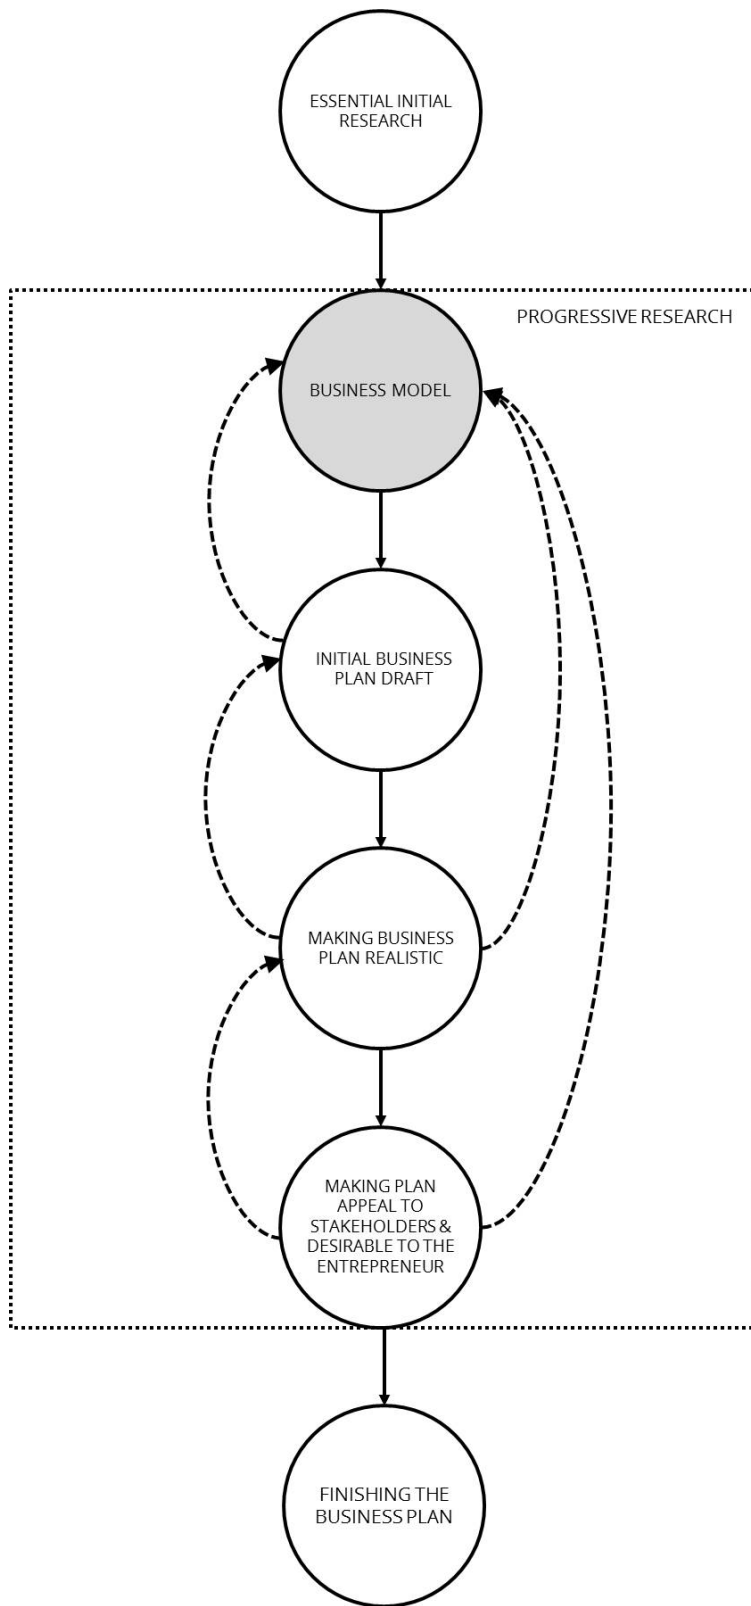 ESSENTIAL INITIAL
RESEARCH
PROGRESSIVE RESEARCH
BUSINESS MODEL
INITIAL BUSINESS
PLAN DRAFT
MAKING BUSINESS
PLAN REALISTIC
MAKING PLAN
APPEAL TO
STAKEHOLDERS &
DESIRABLE TO THE
ENTREPRENEUR
FINISHING THE
BUSINESS PLAN